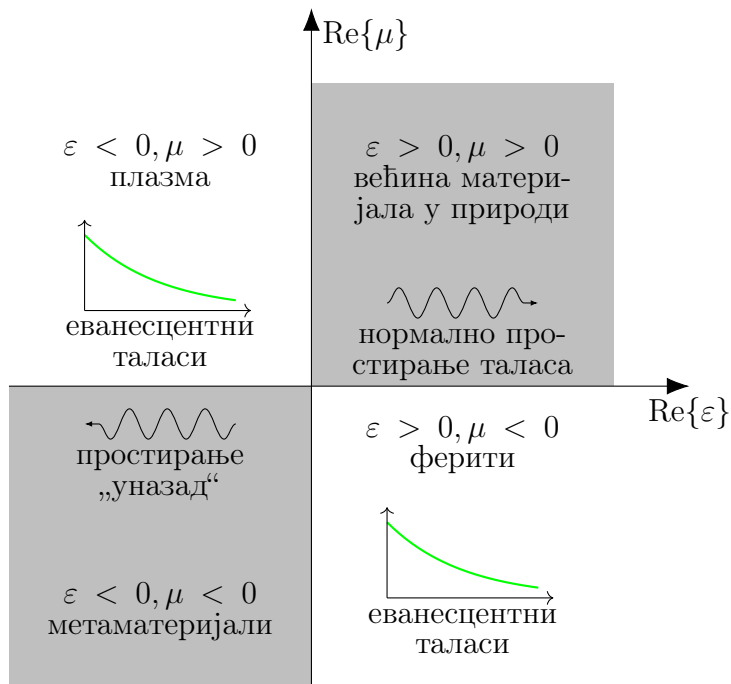 Re{μ}
ε < 0, μ > 0
плазма
еванесцентни
таласи
ε > 0, μ > 0
већина матери-
јала у природи
нормално про-
стирање таласа
Re{ε}
простирање
„уназад“
ε < 0, μ < 0
метаматеријали
ε > 0, μ < 0
ферити
еванесцентни
таласи